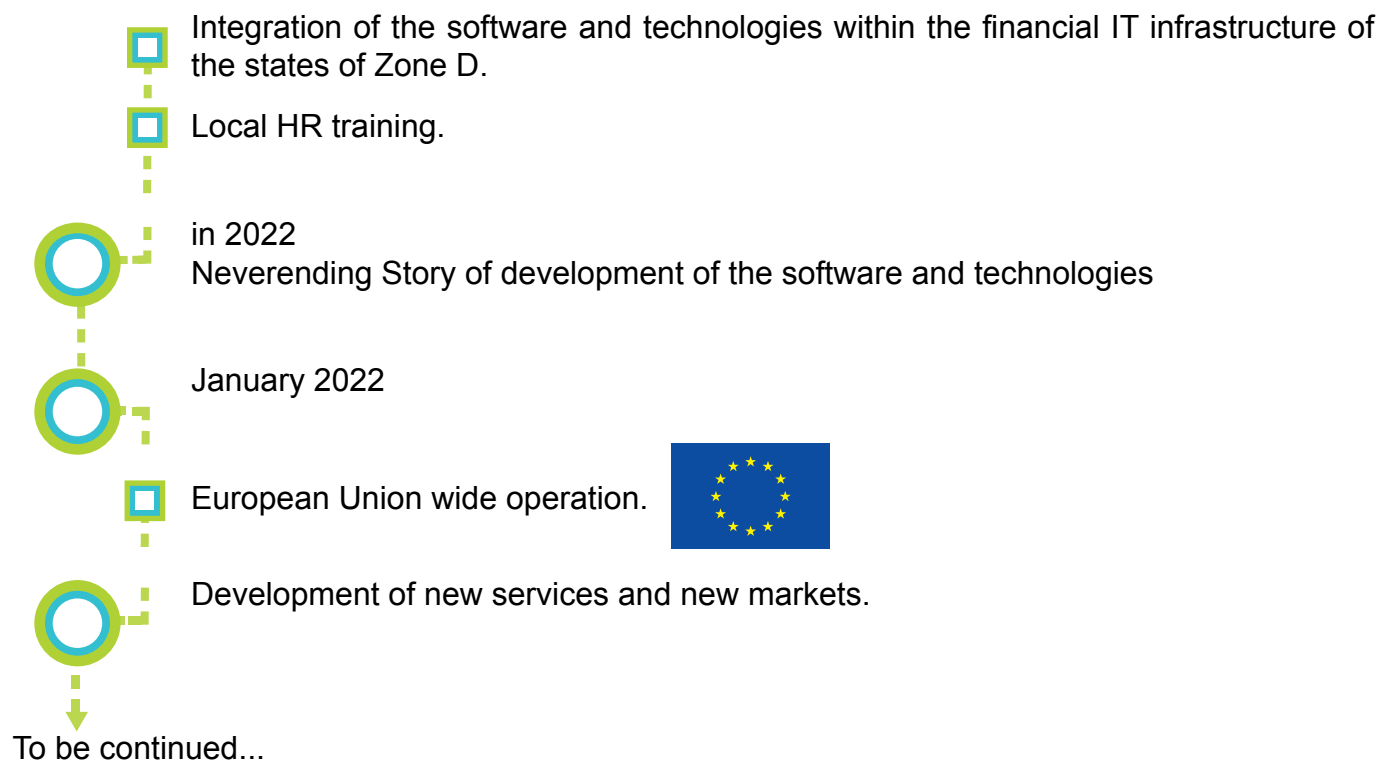 Integration of the software and technologies within the financial IT infrastructure of
the states of Zone D.
Local HR training.
in 2022
Neverending Story of development of the software and technologies
January 2022
European Union wide operation.
Development of new services and new markets.
To be continued...